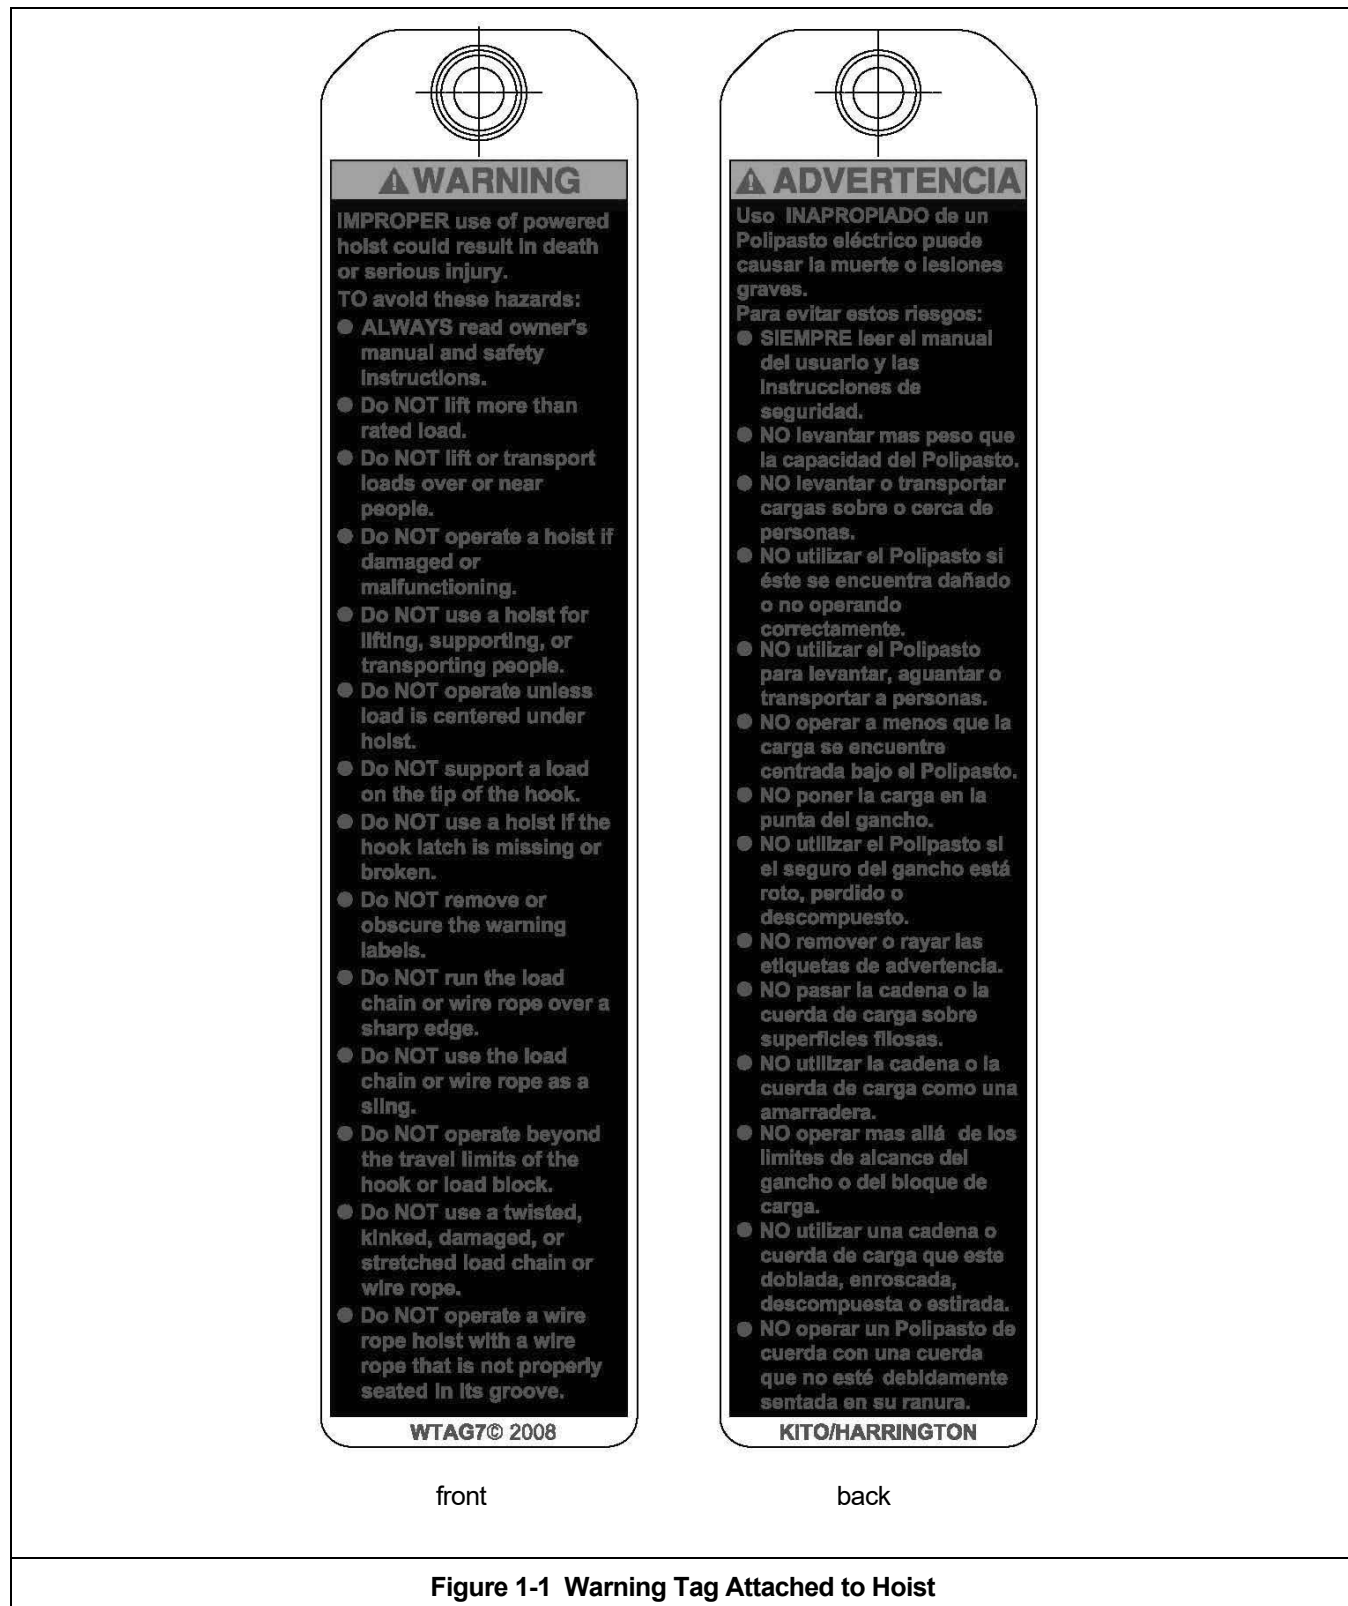 WARNING
IMPROPER use of powered
hoist could result in death
or serious injury.
TO avoid these hazards:
● ALWAYS read owner's
manual and safety
instructions.
● Do NOT lift more than
rated load.
● Do NOT lift or transport
loads over or near
people.
● Do NOT operate a hoist if
damaged or
malfunctioning.
● Do NOT use a hoist for
lifting, supporting, or
transporting people.
● Do NOT operate unless
load is centered under
hoist.
● Do NOT support a load
on the tip of the hook.
● Do NOT use a hoist if the
hook latch is missing or
broken.
● Do NOT remove or
obscure the warning
labels.
● Do NOT run the load
chain or wire rope over a
sharp edge.
● Do NOT use the load
chain or wire rope as a
sling.
● Do NOT operate beyond
the travel limits of the
hook or load block.
● Do NOT use a twisted,
kinked, damaged, or
stretched load chain or
wire rope.
● Do NOT operate a wire
rope hoist with a wire
rope that is not properly
seated in its groove.
WTAG7© 2008
front
ADVERTENCIA
Uso INAPROPIADO de un
Polipasto eléctrico puede
causar la muerte o lesiones
graves.
Para evitar estos riesgos:
● SIEMPRE leer el manual
del usuario y las
instrucciones de
seguridad.
● NO levantar mas peso que
la capacidad del Polipasto.
● NO levantar o transportar
cargas sobre o cerca de
personas.
● NO utilizar el Polipasto si
éste se encuentra dañado
o no operando
correctamente.
● NO utilizar el Polipasto
para levantar, aguantar o
transportar a personas.
● NO operar a menos que la
carga se encuentre
centrada bajo el Polipasto.
● NO poner la carga en la
punta del gancho.
● NO utilizar el Polipasto si
el seguro del gancho está
roto, perdido o
descompuesto.
● NO remover o rayar las
etiquetas de advertencia.
● NO pasar la cadena o la
cuerda de carga sobre
superficies filosas.
● NO utilizar la cadena o la
cuerda de carga como una
amarradera.
● NO operar mas allá de los
limites de alcance del
gancho o del bloque de
carga.
● NO utilizar una cadena o
cuerda de carga que este
doblada, enroscada,
descompuesta o estirada.
● NO operar un Polipasto de
cuerda con una cuerda
que no esté debidamente
sentada en su ranura.
KITO/HARRINGTON
back
Figure 1-1 Warning Tag Attached to Hoist